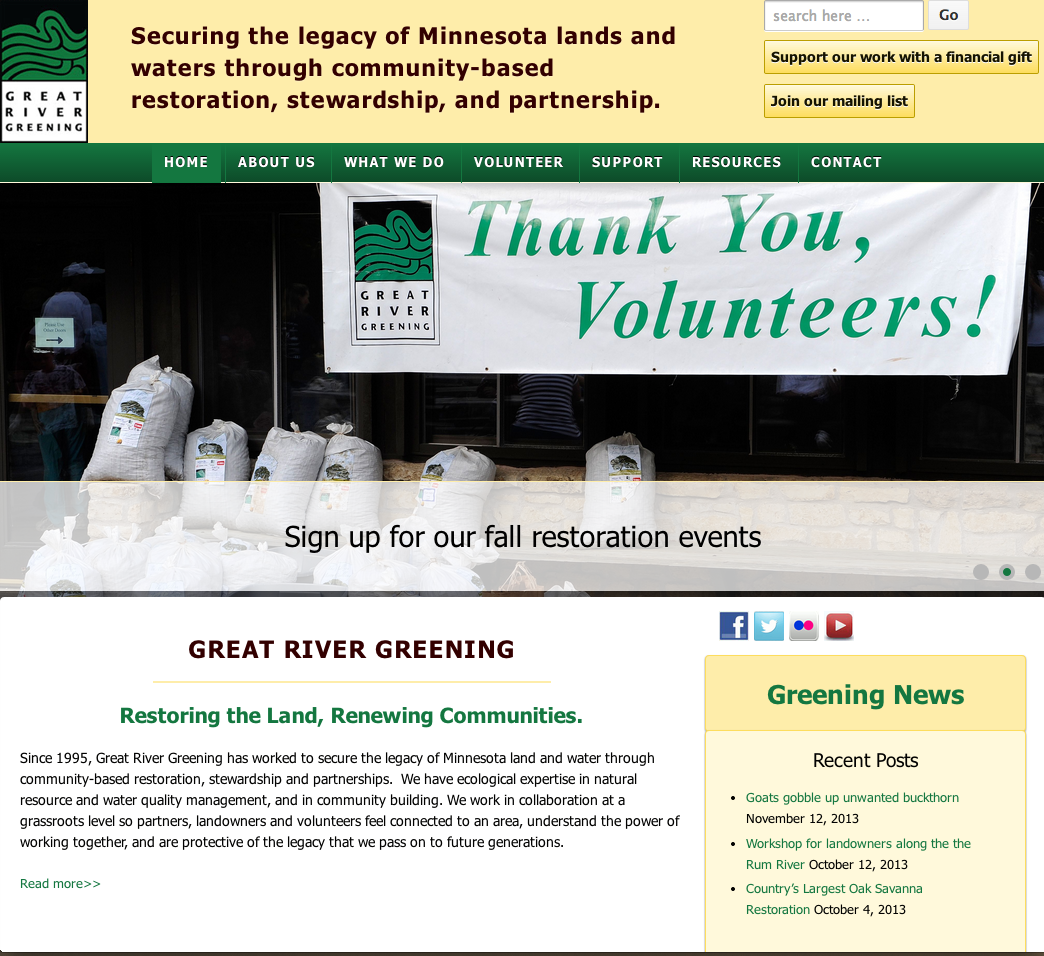 GREAT
RIVER
GREENING
Securing the legacy of Minnesota lands and
waters through community-based
restoration, stewardship, and partnership.
search here ...
Go
Support our work with a financial gift
Join our mailing list
HOME ABOUT US WHAT WE DO VOLUNTEER SUPPORT RESOURCES CONTACT
Thank You,
Volunteers!
GREAT
RIVER
GREENING
Please Use
Other Door
Sign up for our fall restoration events
GREAT RIVER GREENING
Restoring the Land, Renewing Communities.
Since 1995, Great River Greening has worked to secure the legacy of Minnesota land and water through
community-based restoration, stewardship and partnerships.  We have ecological expertise in natural
resource and water quality management, and in community building. We work in collaboration at a
grassroots level so partners, landowners and volunteers feel connected to an area, understand the power of
working together, and are protective of the legacy that we pass on to future generations.
Read more>>
Greening News
Recent Posts
Goats gobble up unwanted buckthorn
November 12, 2013
Workshop for landowners along the the
Rum River October 12, 2013
Country’s Largest Oak Savanna
Restoration October 4, 2013